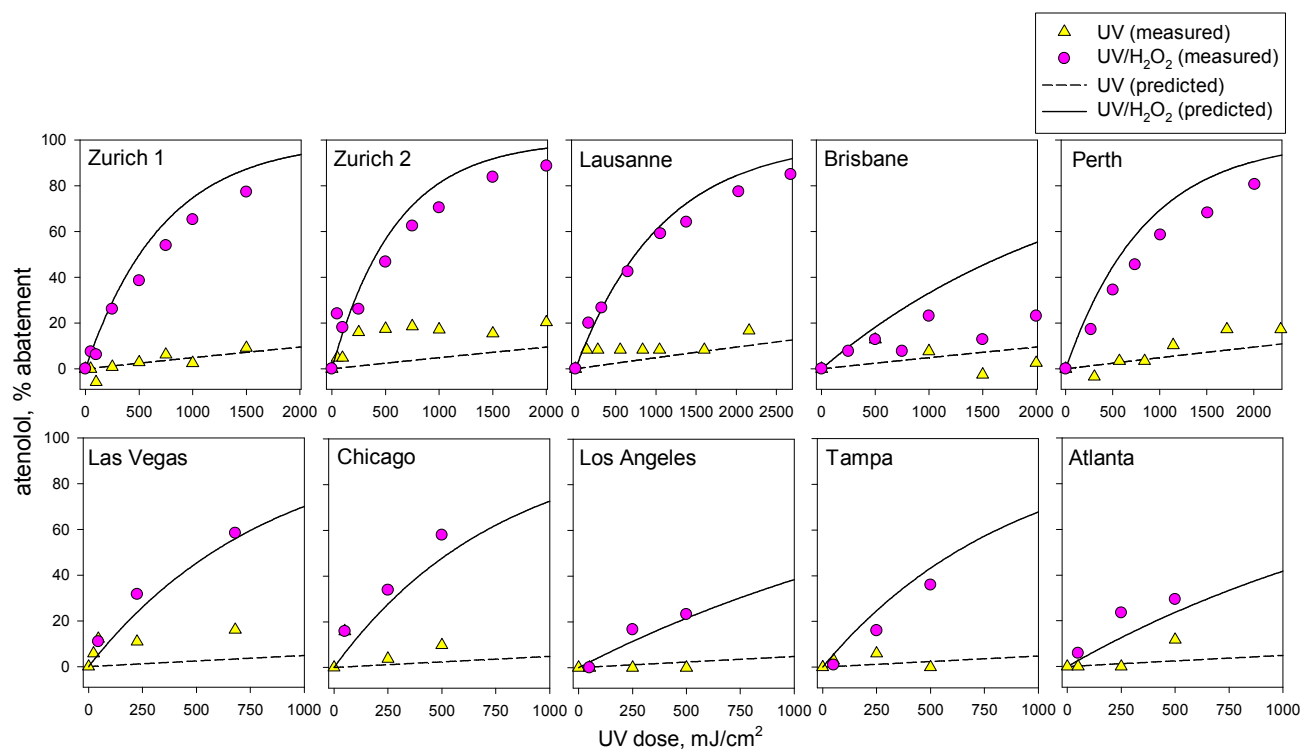 UV (measured)
UV/H₂O₂ (measured)
UV (predicted)
UV/H₂O₂ (predicted)
atenolol, % abatement
100
80
60
40
20
0
Zurich 1
Zurich 2
Lausanne
Brisbane
Perth
0 500 1000 1500 2000
0 500 1000 1500 2000
0 500 1000 1500 2000 2500
0 500 1000 1500 2000
0 500 1000 1500 2000
100
80
60
40
20
0
Las Vegas
Chicago
Los Angeles
Tampa
Atlanta
0 250 500 750 1000
0 250 500 750 1000
0 250 500 750 1000
0 250 500 750 1000
0 250 500 750 1000
UV dose, mJ/cm²